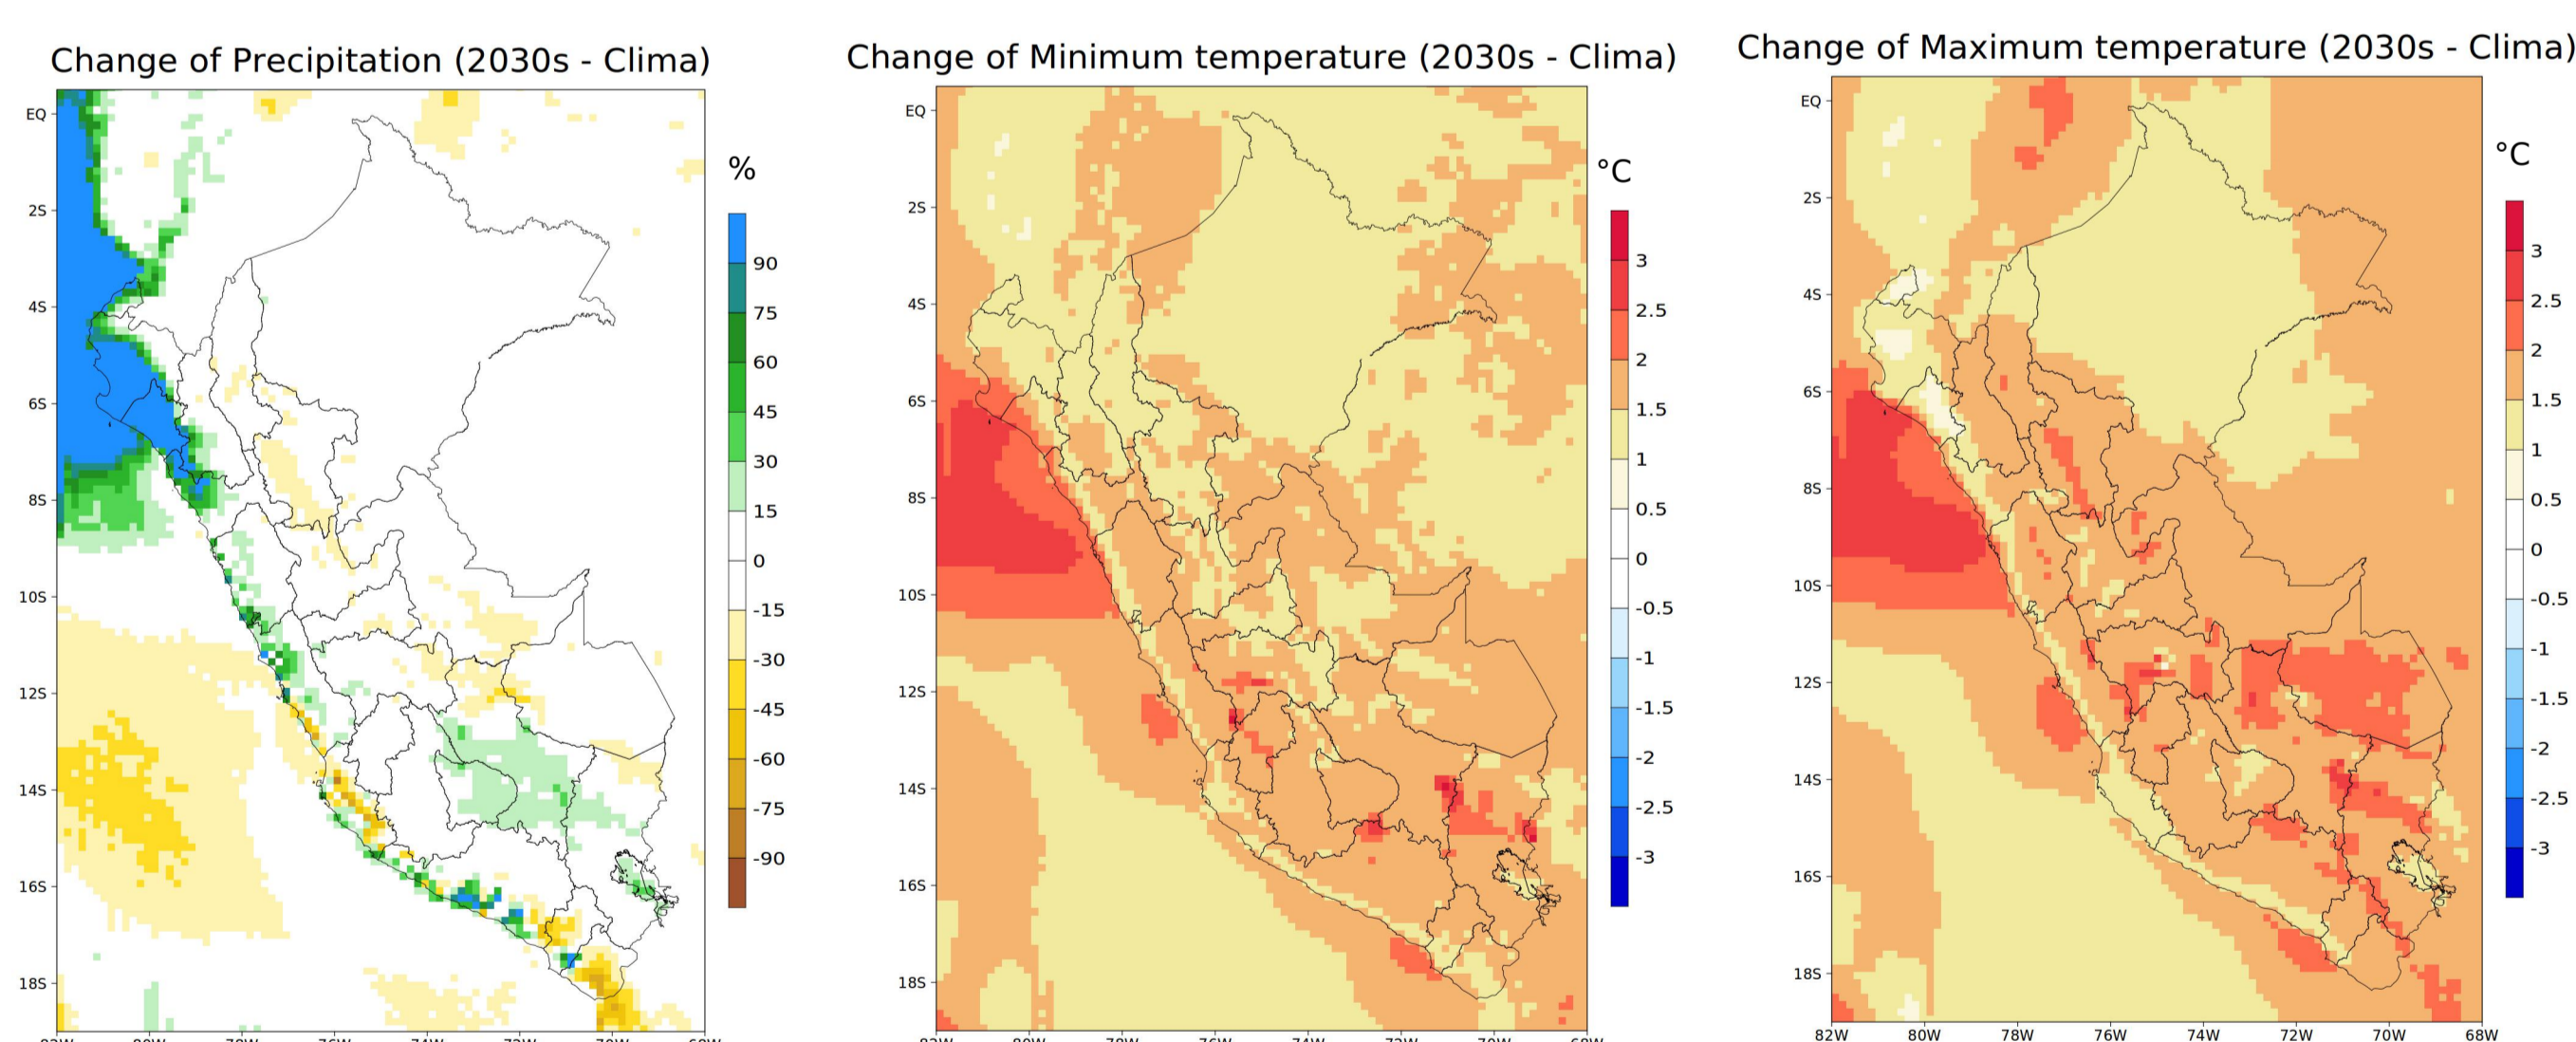 Change of Precipitation (2030s - Clima)
EQ
2S
4S
6S
8S
10S
12S
14S
16S
18S
%
90
75
60
45
30
15
0
-15
-30
-45
-60
-75
-90
Change of Minimum temperature (2030s - Clima)
EQ
2S
4S
6S
8S
10S
12S
14S
16S
18S
°C
3
2.5
2
1.5
1
0.5
0
-0.5
-1
-1.5
-2
-2.5
-3
Change of Maximum temperature (2030s - Clima)
EQ
2S
4S
6S
8S
10S
12S
14S
16S
18S
82W 80W 78W 76W 74W 72W 70W 68W
°C
3
2.5
2
1.5
1
0.5
0
-0.5
-1
-1.5
-2
-2.5
-3